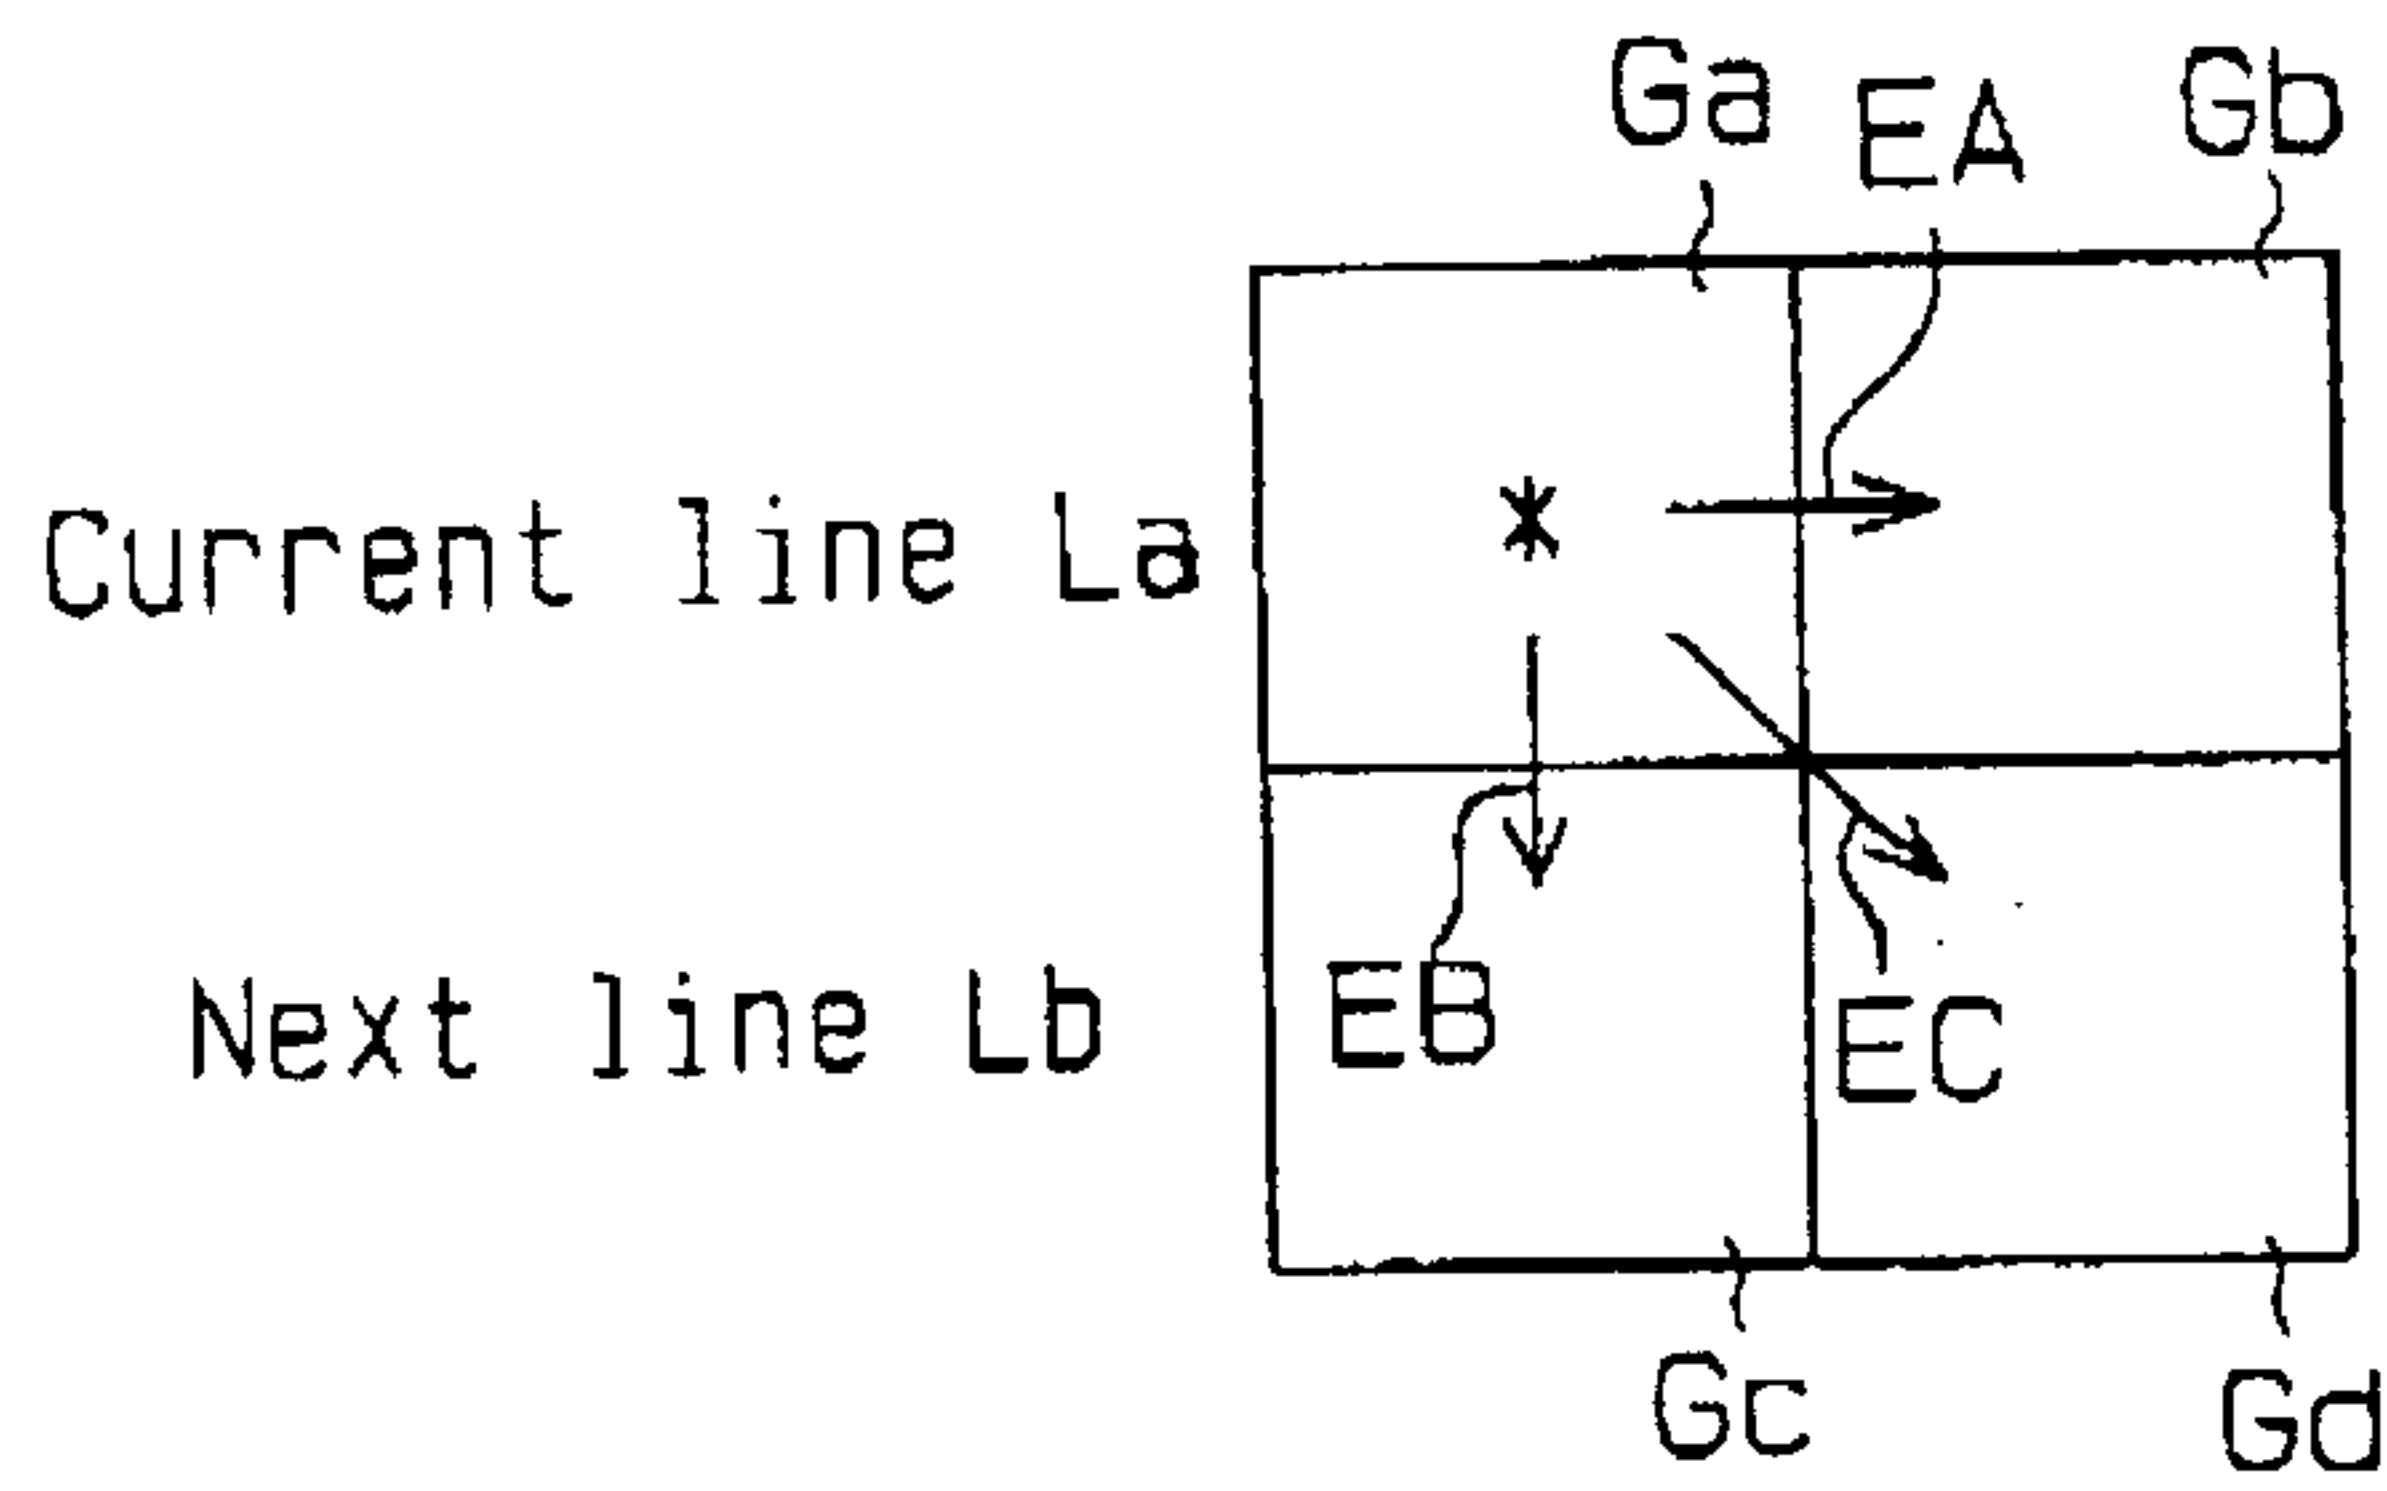 Ga EA Gb
*
Current line La
Next line Lb
EB
EC
Gc
Gd